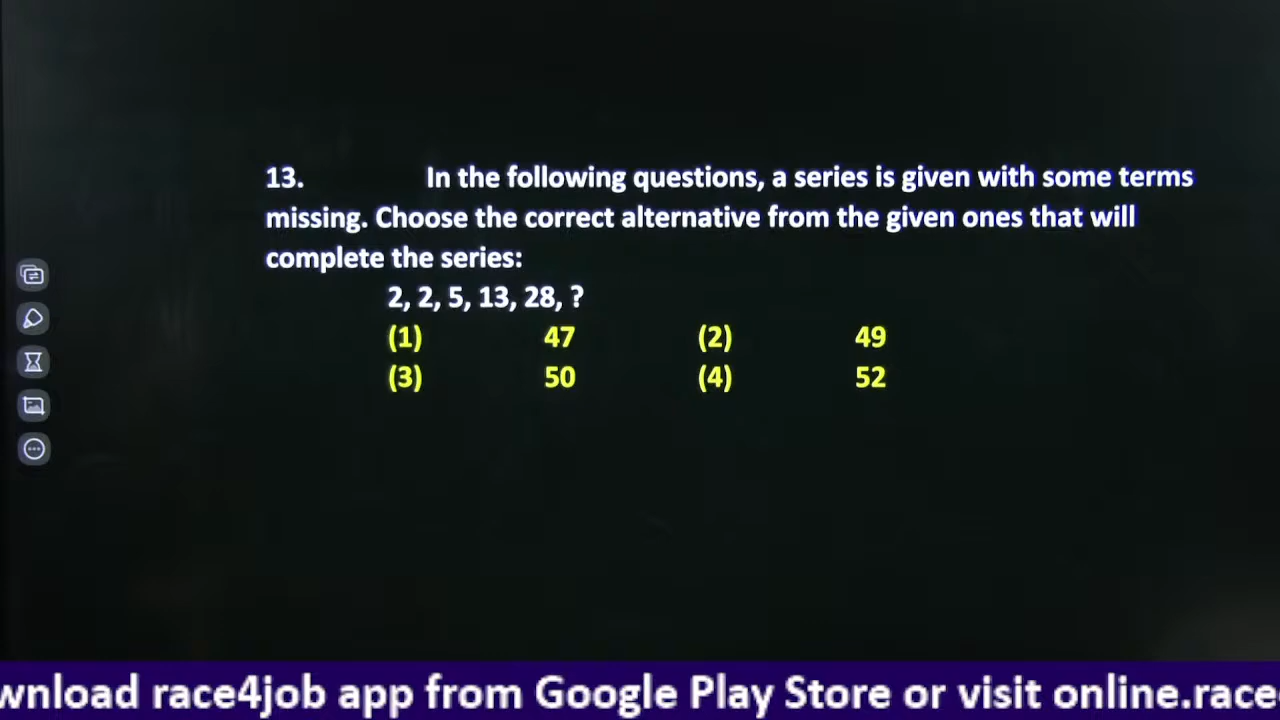 13. In the following questions, a series is given with some terms
missing. Choose the correct alternative from the given ones that will
complete the series:
2, 2, 5, 13, 28, ?
(1) 47 (2) 49
(3) 50 (4) 52
wnload race4job app from Google Play Store or visit online.race